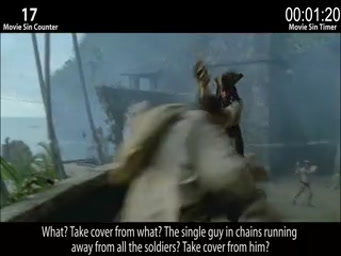 17
Movie Sin Counter
00:01:20
Movie Sin Timer
What? Take cover from what? The single guy in chains running
away from all the soldiers? Take cover from him?